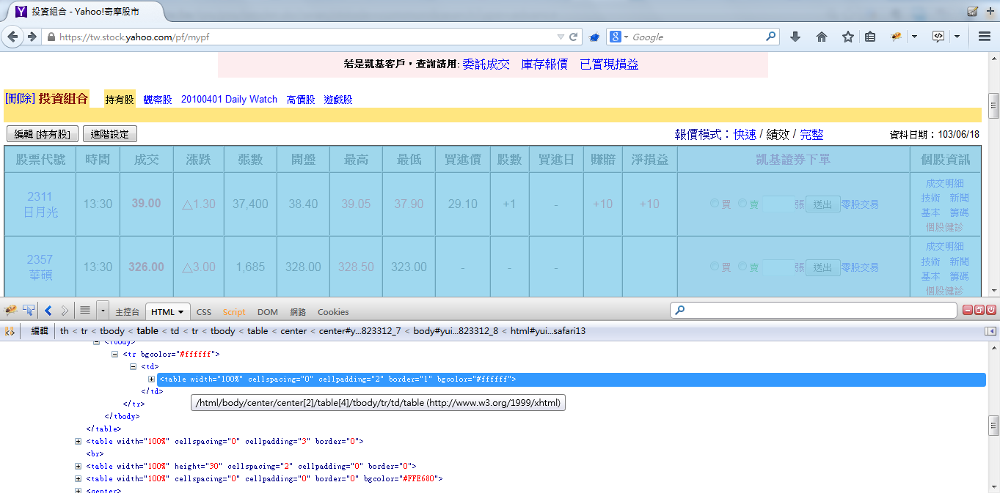 投資組合 - Yahoo!奇摩股市
https://tw.stock.yahoo.com/pf/mypf
8 Google
若是凱基客戶，查詢請用: 委託成交 庫存報價 已實現損益
[刪除] 投資組合 持有股 觀察股 20100401 Daily Watch 高價股 遊戲股
編輯 [持有股] 進階設定 報價模式：快速 / 績效 / 完整 資料日期：103/06/18
股票代號 時間 成交 漲跌 張數 開盤 最高 最低 買進價 股數 買進日 賺賠 淨損益 凱基證券下單 個股資訊
2311 日月光 13:30 39.00 △1.30 37,400 38.40 39.05 37.90 29.10 +1 - +10 +10 買 賣 張 送出 零股交易
成交明細
技術 新聞
基本 籌碼
個股健診
2357 華碩 13:30 326.00 △3.00 1,685 328.00 328.50 323.00 - - - 買 賣 張 送出 零股交易
成交明細
技術 新聞
基本 籌碼
個股健診
主控台 HTML CSS Script DOM 網路 Cookies
編輯 th < tr < tbody < table < td < tr < tbody < table < center < center#y...823312_7 < body#yui...823312_8 < html#yui...safari13
<tbody>
<tr bgcolor="#ffffff">
<td>
<table width="100%" cellspacing="0" cellpadding="2" border="1" bgcolor="#ffffff">
</td>
/html/body/center/center[2]/table[4]/tbody/tr/td/table (http://www.w3.org/1999/xhtml)
</tr>
</tbody>
</table>
<table width="100%" cellspacing="0" cellpadding="3" border="0">
<br>
<table width="100%" height="30" cellspacing="2" cellpadding="0" border="0">
<table width="100%" cellspacing="0" cellpadding="0" border="0" bgcolor="#FFE680">
<center>